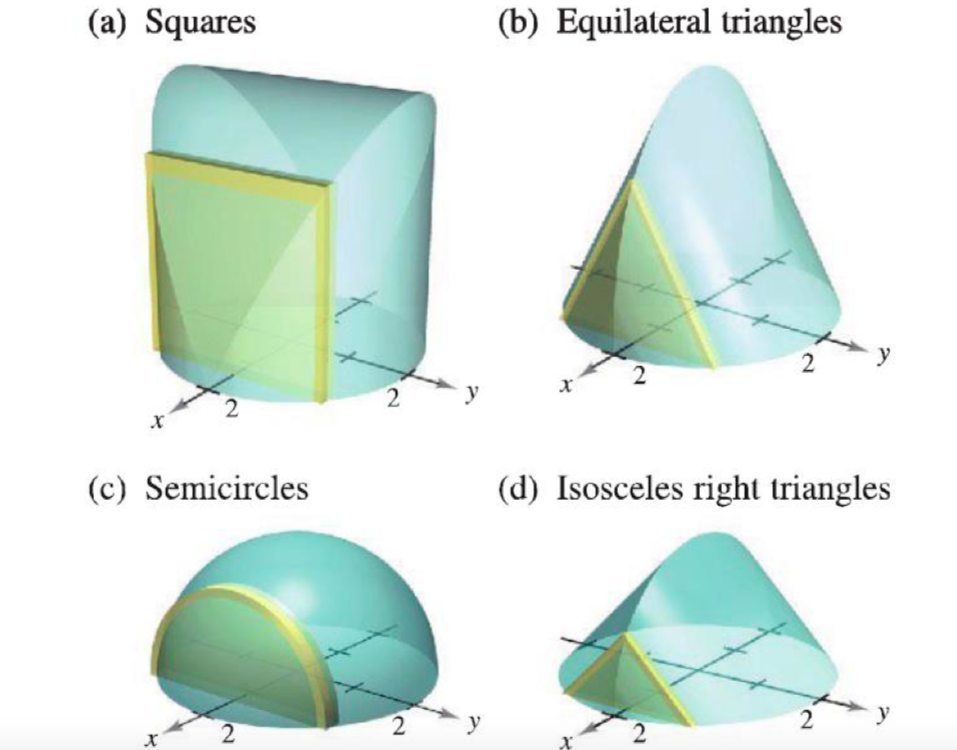 (a) Squares
(b) Equilateral triangles
x
2
2
y
x
2
2
y
(c) Semicircles
(d) Isosceles right triangles
x
2
2
y
x
2
2
y